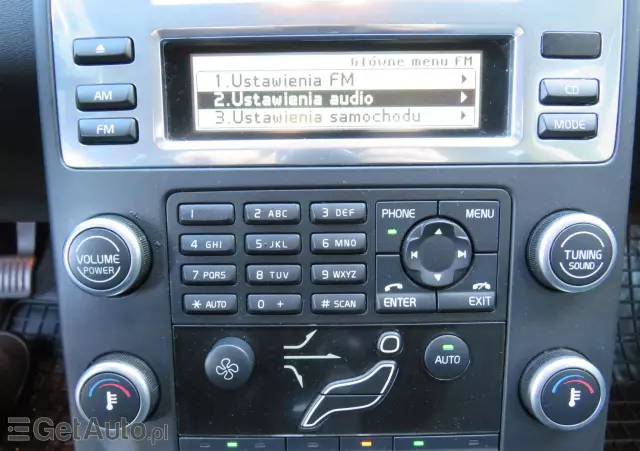 Główne menu FM
1.Ustawienia FM
2.Ustawienia audio
3.Ustawienia samochodu
AM
FM
CD
MODE
VOLUME
POWER
1
2 ABC
3 DEF
4 GHI
5-JKL
6 MNO
7 PQRS
8 TUV
9 WXYZ
* AUTO
0 +
# SCAN
PHONE
MENU
ENTER
EXIT
TUNING
SOUND
AUTO
GetAuto.pl